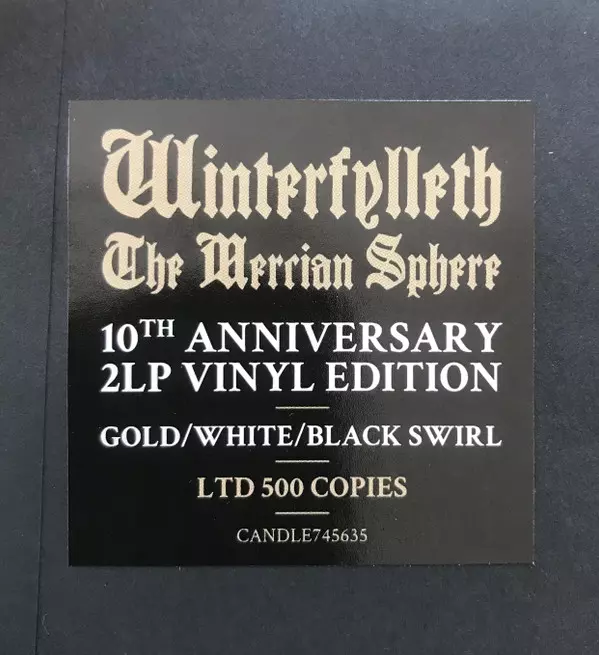 Winterfylleth
The Mercian Sphere
10TH ANNIVERSARY
2LP VINYL EDITION
GOLD/WHITE/BLACK SWIRL
LTD 500 COPIES
CANDLE745635